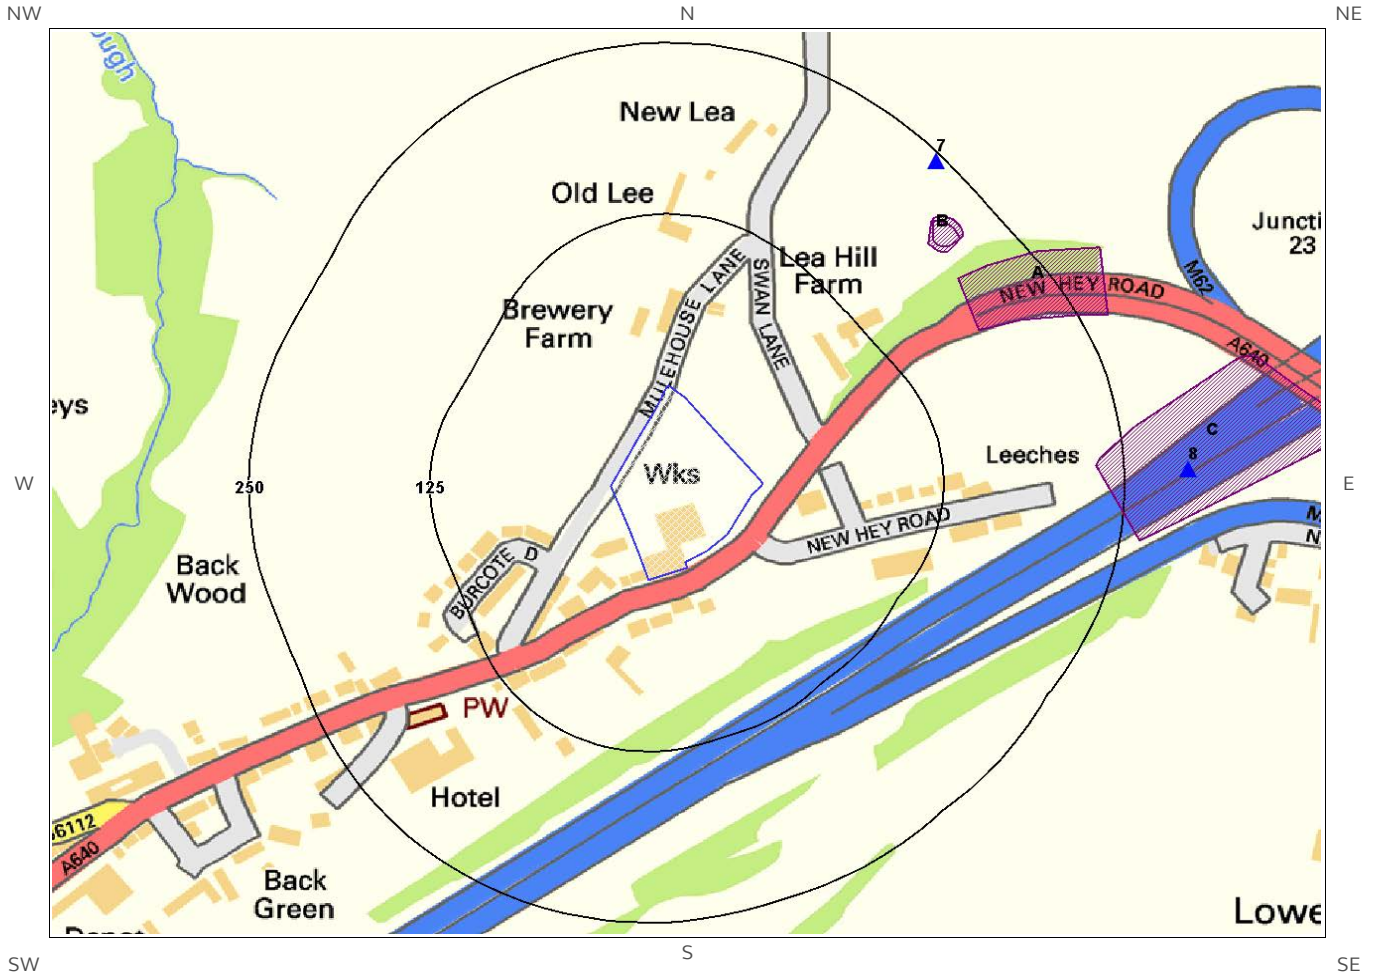 NW
N
NE
ough
New Lea
7
Old Lee
B
Juncti
23
Lea Hill
Farm
MULEHOUSE LANE
SWAN LANE
A
M62
NEW HEY ROAD
Brewery
Farm
A640
eys
C
Leeches
8
Wks
W
250
125
E
NEW HEY ROAD
M
N
BURCOTE D
Back
Wood
PW
Hotel
6112
A640
Back
Green
Lowe
SW
S
SE